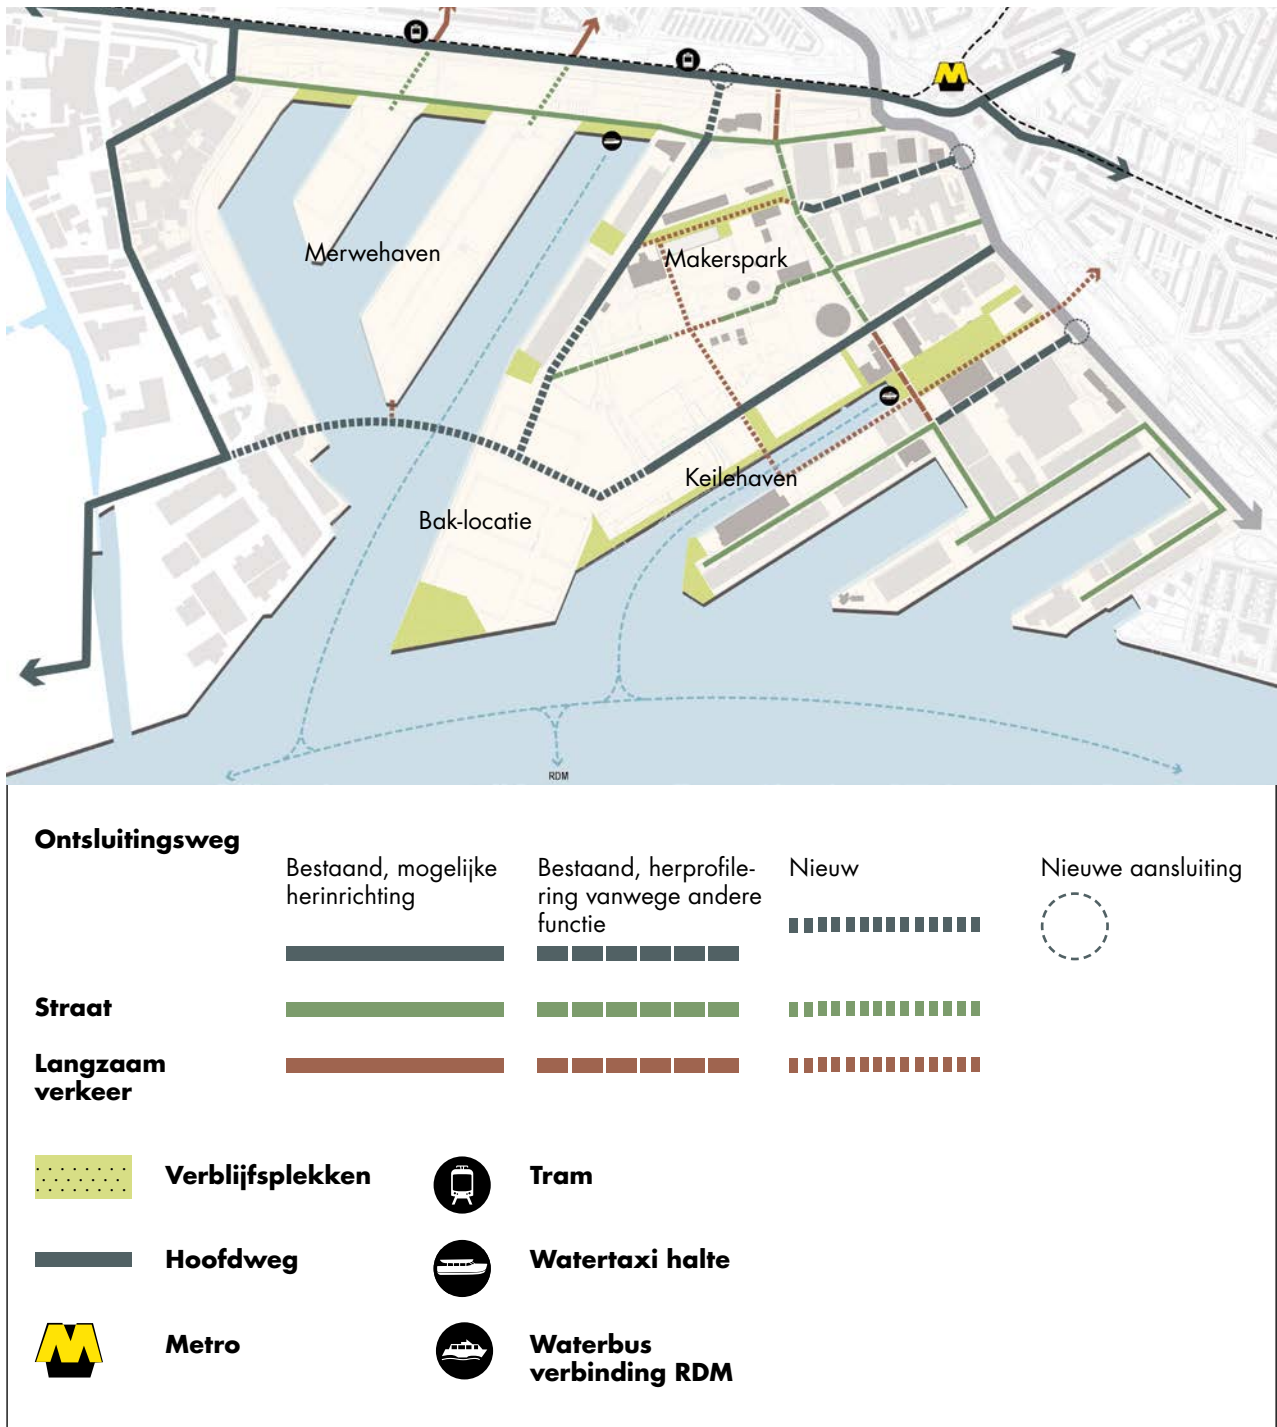 Merwehaven
Makerspark
Keilehaven
Bak-locatie
RDM
Ontsluitingsweg
Bestaand, mogelijke
herinrichting
Bestaand, herprofile-
ring vanwege andere
functie
Nieuw
Nieuwe aansluiting
Straat
Langzaam
verkeer
Verblijfsplekken
Tram
Hoofdweg
Watertaxi halte
Metro
Waterbus
verbinding RDM